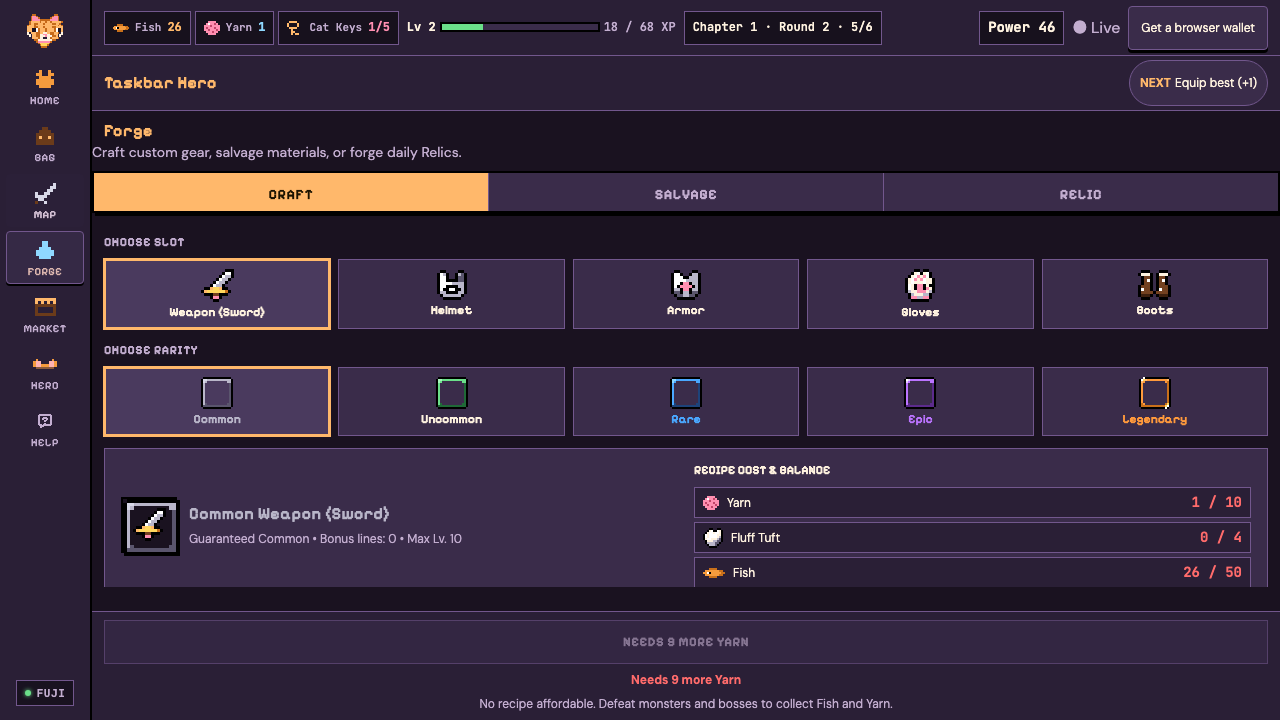 Fish 26
Yarn 1
Cat Keys 1/5
Lv 2
18 / 68 XP
Chapter 1 · Round 2 · 5/6
Power 46
Live
Get a browser wallet
HOME
BAG
MAP
FORGE
MARKET
HERO
HELP
FUJI
Taskbar Hero
NEXT Equip best (+1)
Forge
Craft custom gear, salvage materials, or forge daily Relics.
CRAFT
SALVAGE
RELIC
CHOOSE SLOT
Weapon (Sword)
Helmet
Armor
Gloves
Boots
CHOOSE RARITY
Common
Uncommon
Rare
Epic
Legendary
Common Weapon (Sword)
Guaranteed Common • Bonus lines: 0 • Max Lv. 10
RECIPE COST & BALANCE
Yarn 1 / 10
Fluff Tuft 0 / 4
Fish 26 / 50
NEEDS 9 MORE YARN
Needs 9 more Yarn
No recipe affordable. Defeat monsters and bosses to collect Fish and Yarn.